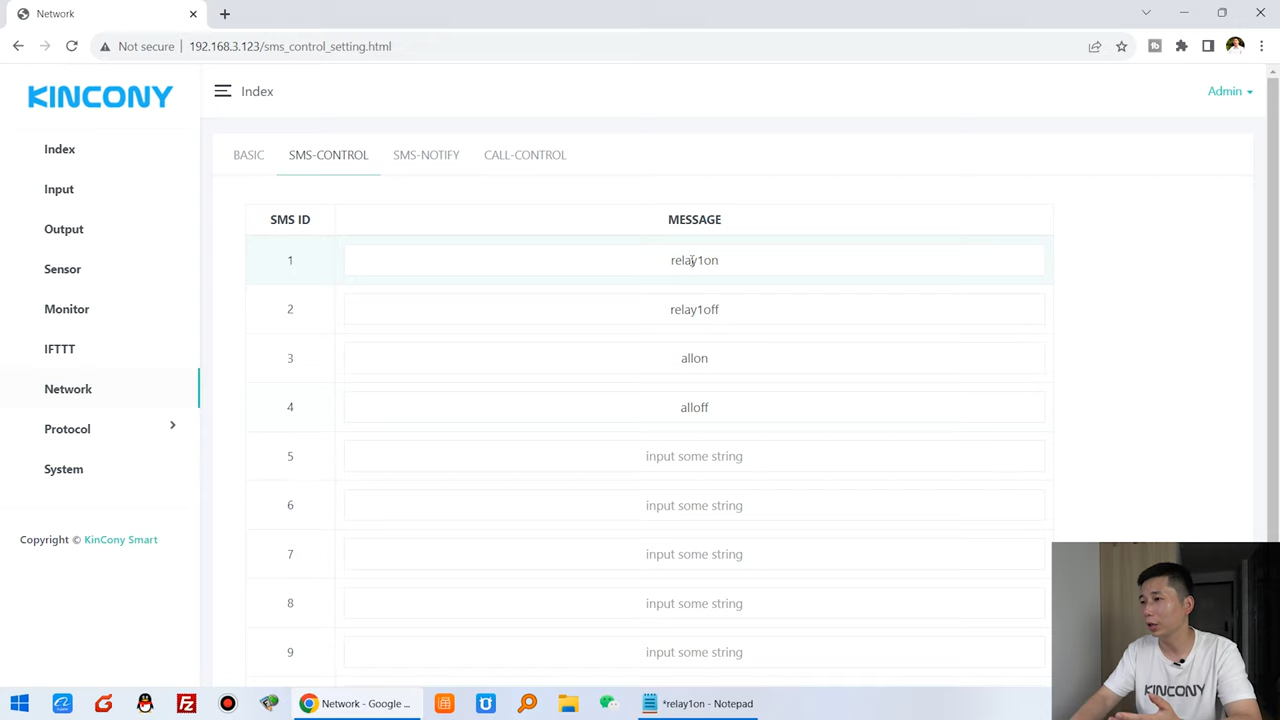 Network
Not secure
192.168.3.123/sms_control_setting.html
KINCONY
Index
Admin
Index
Input
Output
Sensor
Monitor
IFTTT
Network
Protocol
System
Copyright © KinCony Smart
BASIC
SMS-CONTROL
SMS-NOTIFY
CALL-CONTROL
SMS ID
MESSAGE
1
relay1on
2
relay1off
3
allon
4
alloff
5
input some string
6
input some string
7
input some string
8
input some string
9
input some string
KINCONY
Network - Google ...
*relay1on - Notepad